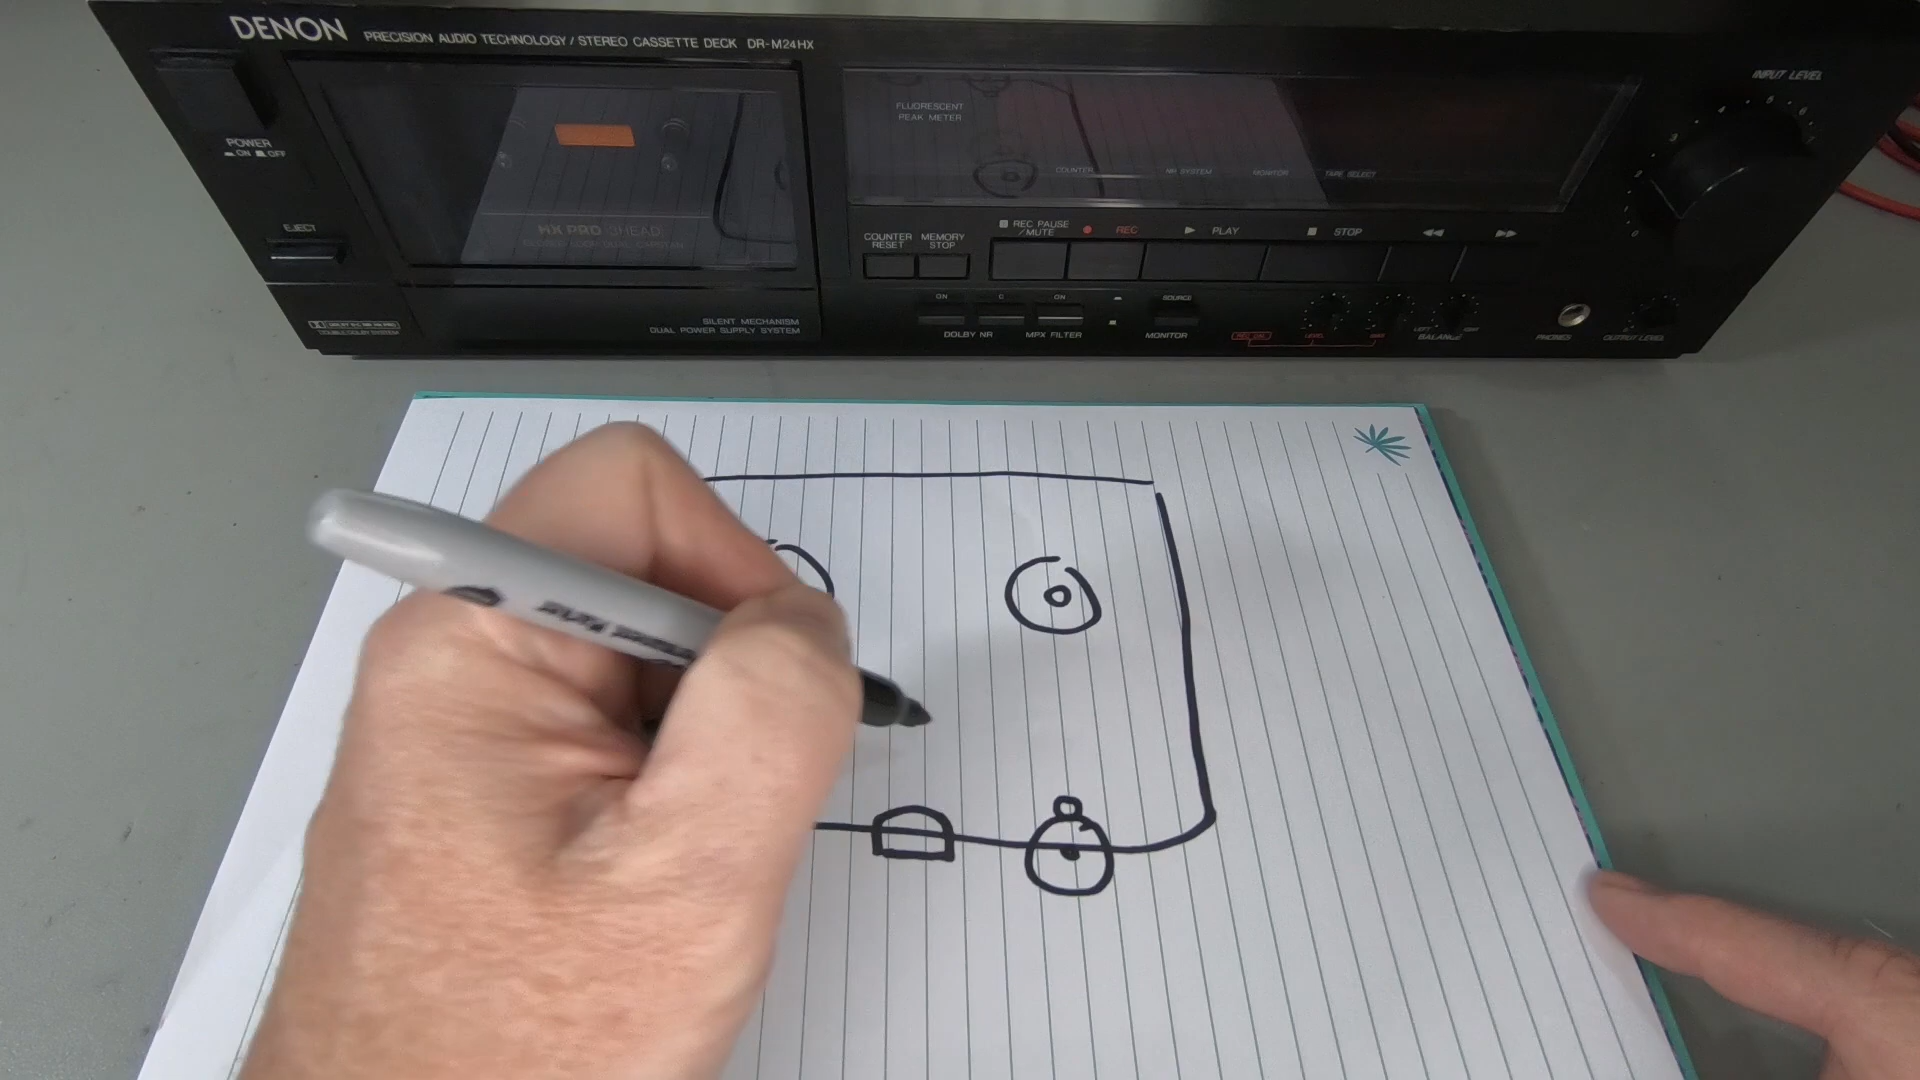 DENON PRECISION AUDIO TECHNOLOGY / STEREO CASSETTE DECK DR-M24HX
INPUT LEVEL
FLUORESCENT
PEAK METER
POWER
ON OFF
COUNTER NR SYSTEM MONITOR TAPE SELECT
EJECT
HX PRO 3HEAD
COUNTER
RESET
MEMORY
STOP
REC PAUSE
/MUTE
REC
PLAY
STOP
ON C ON SOURCE
DOLBY NR MPX FILTER MONITOR
SILENT MECHANISM
DUAL POWER SUPPLY SYSTEM
LEVEL
LEFT
BALANCE
PHONES
OUTPUT LEVEL